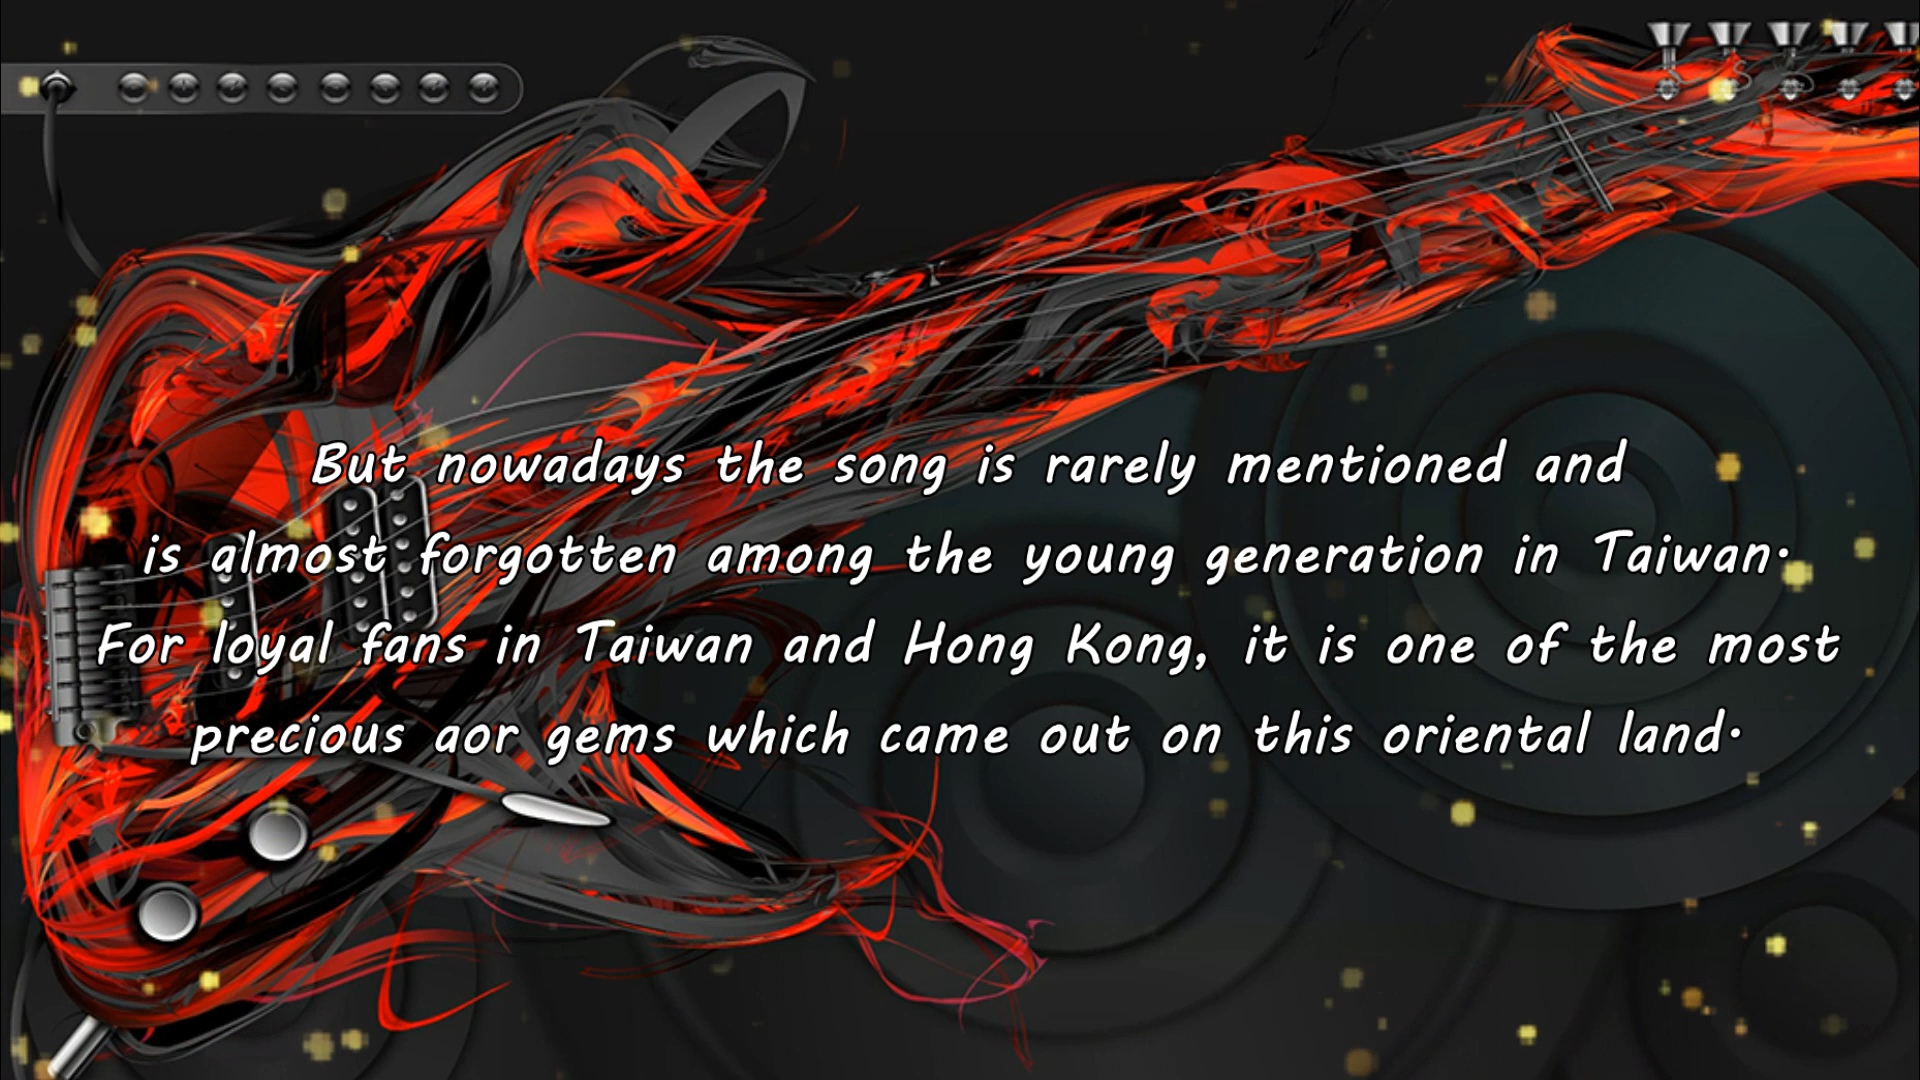 But nowadays the song is rarely mentioned and
is almost forgotten among the young generation in Taiwan.
For loyal fans in Taiwan and Hong Kong, it is one of the most
precious aor gems which came out on this oriental land.